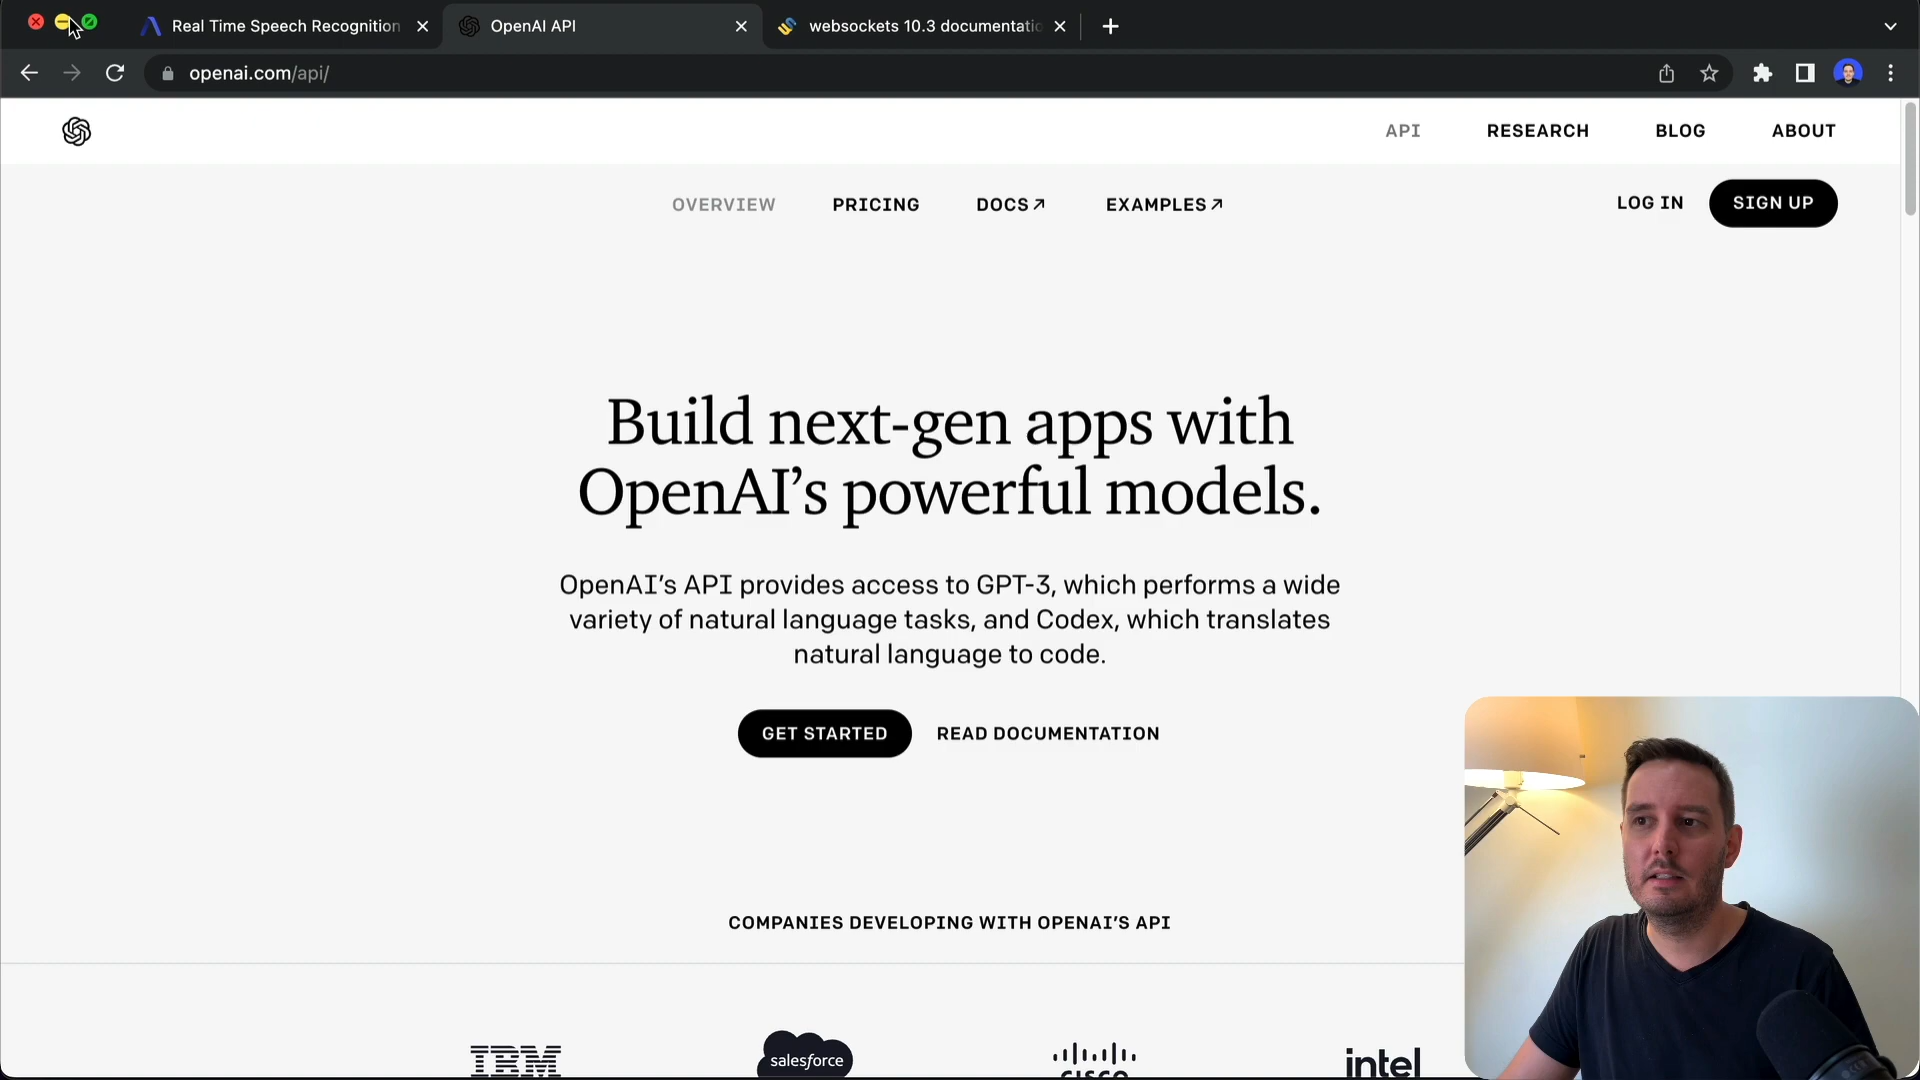 Real Time Speech Recognition
OpenAI API
websockets 10.3 documentatio
openai.com/api/
API
RESEARCH
BLOG
ABOUT
OVERVIEW
PRICING
DOCS↗
EXAMPLES↗
LOG IN
SIGN UP
Build next-gen apps with
OpenAI’s powerful models.
OpenAI’s API provides access to GPT-3, which performs a wide
variety of natural language tasks, and Codex, which translates
natural language to code.
GET STARTED
READ DOCUMENTATION
COMPANIES DEVELOPING WITH OPENAI’S API
IBM
salesforce
CISCO
intel